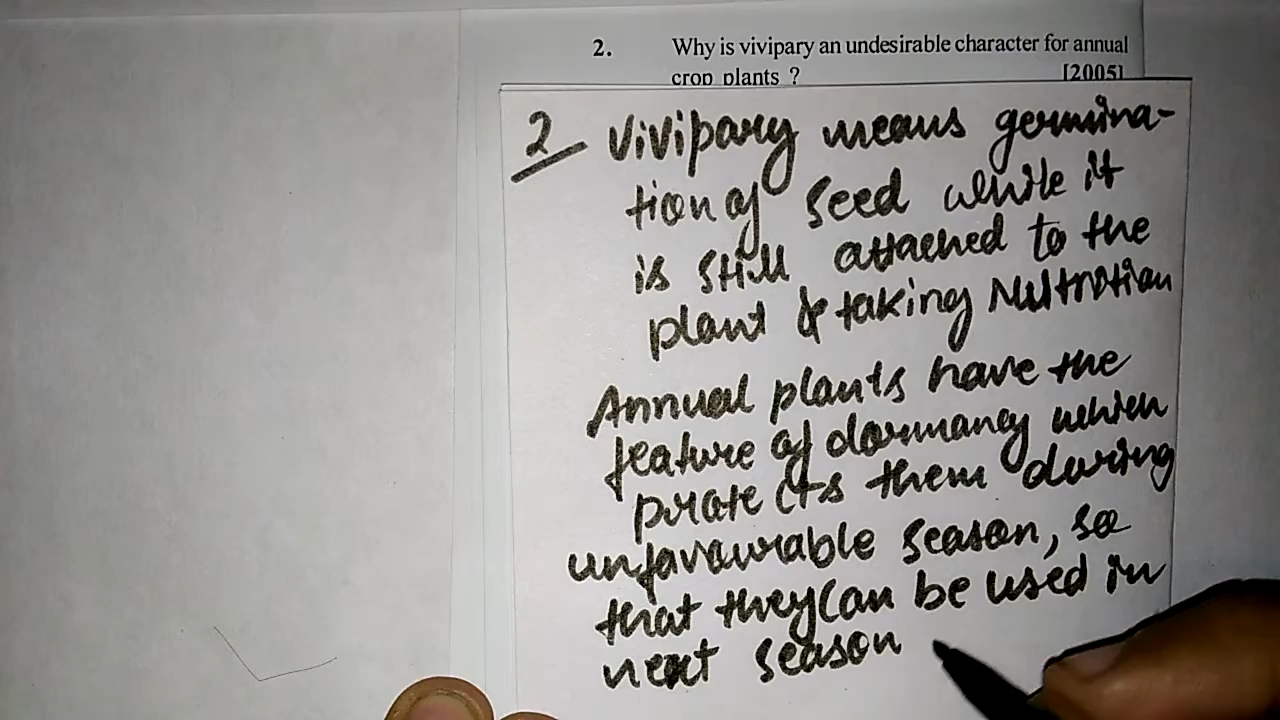 2. Why is vivipary an undesirable character for annual
crop plants ? [2005]
2 Vivipary means germina-
tion of seed while it
is still attached to the
plant & taking Nutrition
Annual plants have the
feature of dormancy which
protects them during
unfavourable season, so
that they can be used in
next season